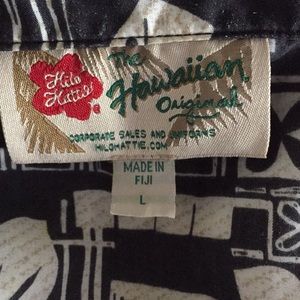 Hilo
Hattie
®
The
Hawaiian
Original
CORPORATE SALES AND UNIFORMS
HILOHATTIE.COM
MADE IN
FIJI
L